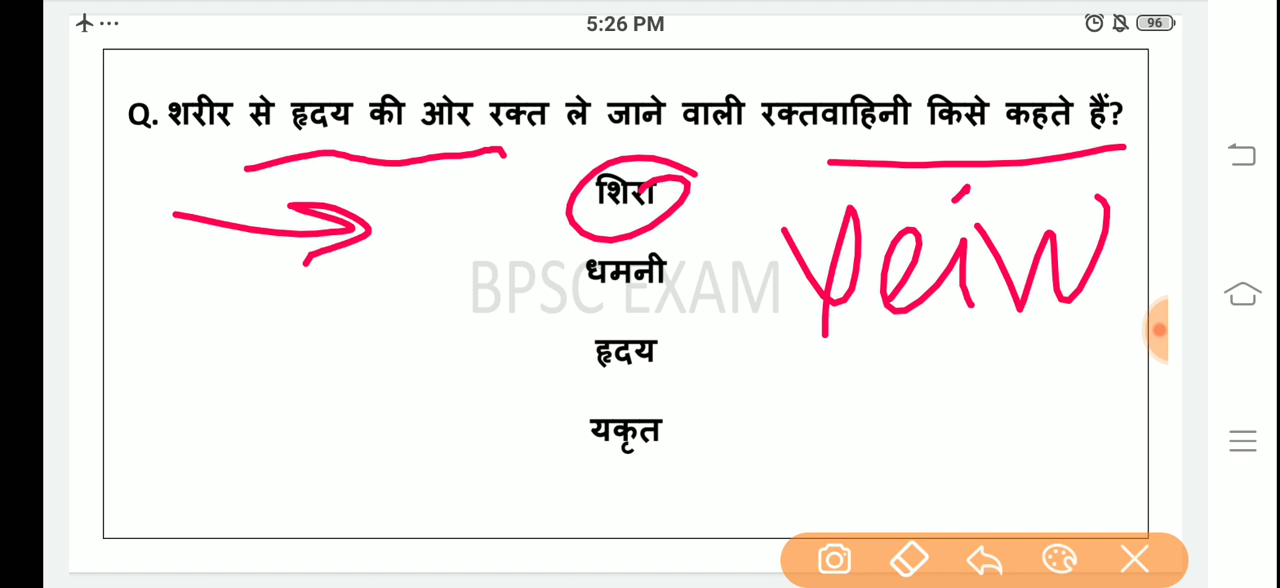 5:26 PM
96
Q. शरीर से हृदय की ओर रक्त ले जाने वाली रक्तवाहिनी किसे कहते हैं?
शिरा
vein
धमनी
BPSC EXAM
हृदय
यकृत